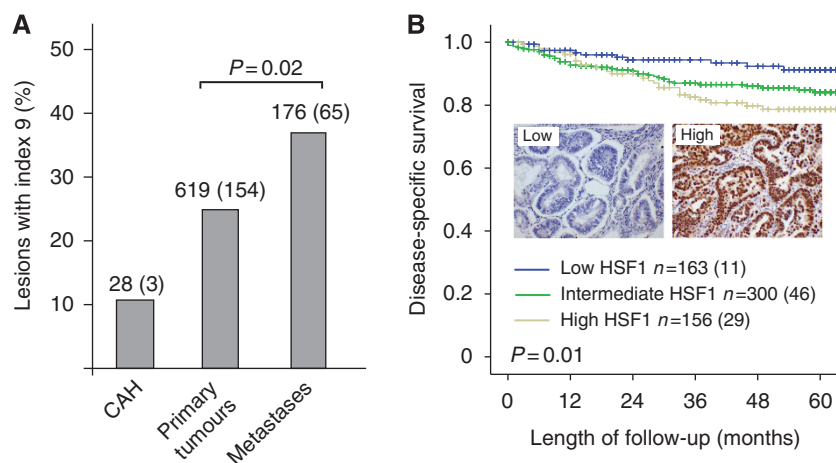 A
Lesions with index 9 (%)
50
40
30
20
10
P = 0.02
28 (3)
619 (154)
176 (65)
CAH
Primary
tumours
Metastases
B
Disease-specific survival
1.0
0.8
0.6
0.4
0.2
0
Low
High
Low HSF1 n=163 (11)
Intermediate HSF1 n=300 (46)
High HSF1 n=156 (29)
P = 0.01
0 12 24 36 48 60
Length of follow-up (months)